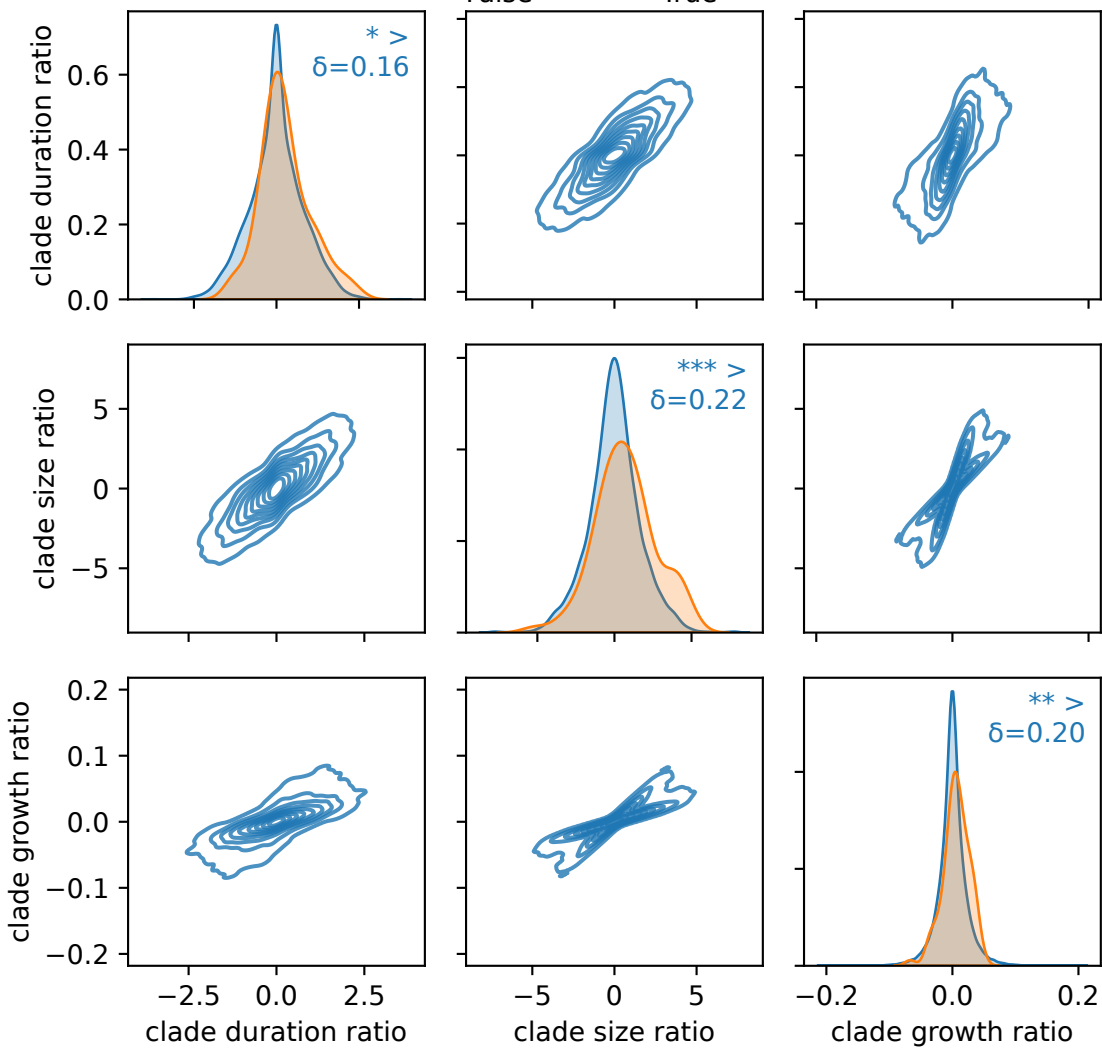 clade duration ratio
0.0
0.2
0.4
0.6
* >
δ=0.16
clade size ratio
−5
0
5
*** >
δ=0.22
clade growth ratio
−0.2
−0.1
0.0
0.1
0.2
** >
δ=0.20
−2.5 0.0 2.5
clade duration ratio
−5 0 5
clade size ratio
−0.2 0.0 0.2
clade growth ratio